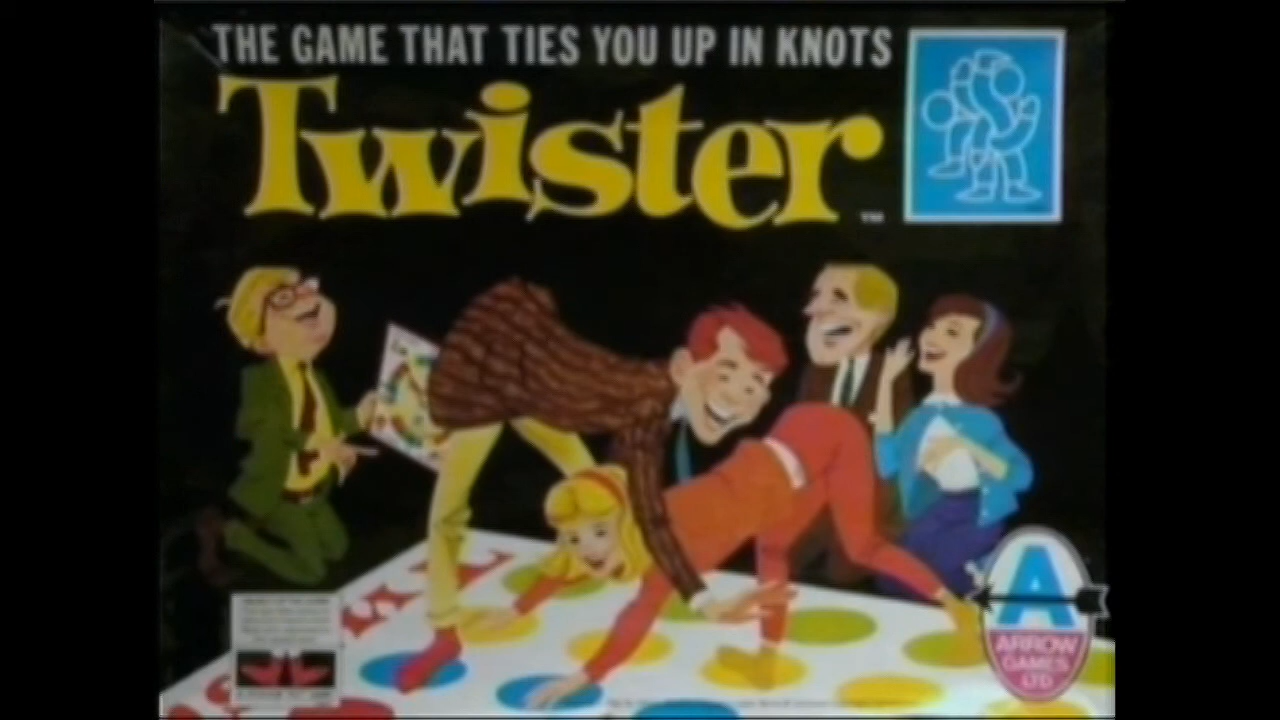 THE GAME THAT TIES YOU UP IN KNOTS
Twister
TM
A
ARROW
GAMES
LTD